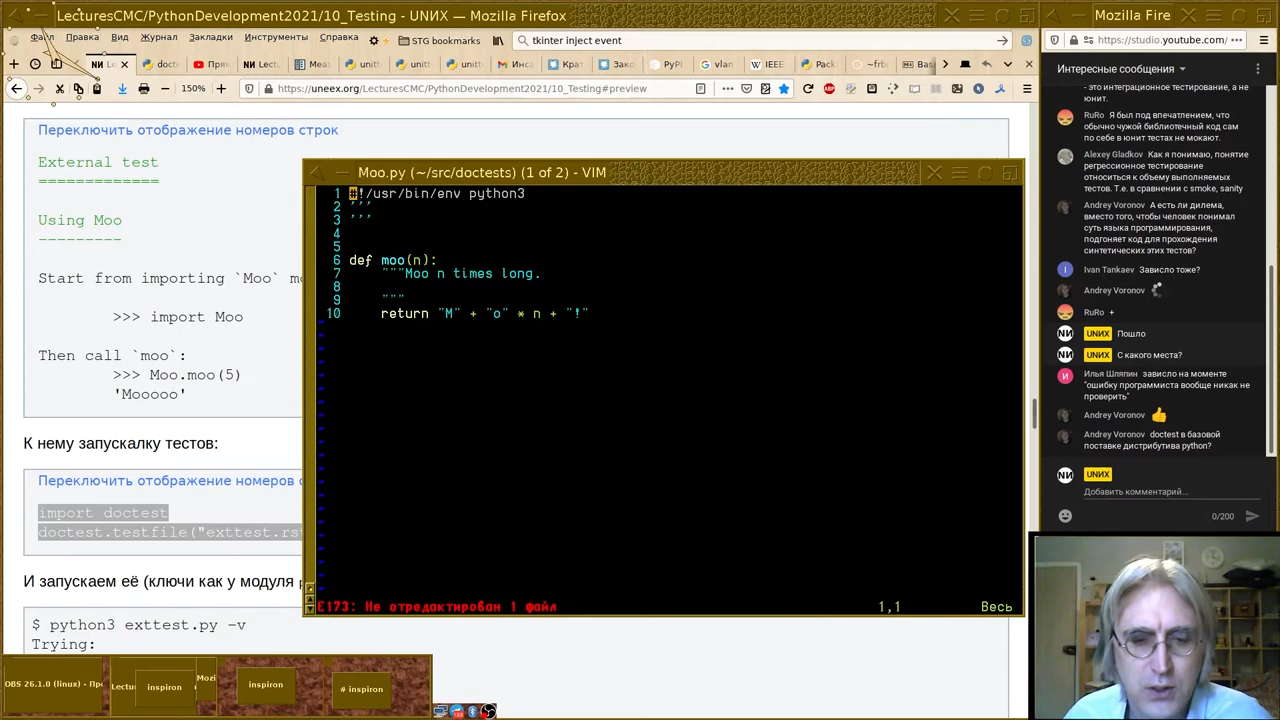 LecturesCMC/PythonDevelopment2021/10_Testing - UNИX — Mozilla Firefox
Файл Правка Вид Журнал Закладки Инструменты Справка
STG bookmarks
tkinter inject event
150%
https://uneex.org/LecturesCMC/PythonDevelopment2021/10_Testing#preview
Переключить отображение номеров строк
External test
=============
Using Moo
---------
Start from importing `Moo` mo
>>> import Moo
Then call `moo`:
>>> Moo.moo(5)
'Mooooo'
К нему запускалку тестов:
Переключить отображение номеров с
import doctest
doctest.testfile("exttest.rst
И запускаем её (ключи как у модуля
$ python3 exttest.py -v
Trying:
Moo.py (~/src/doctests) (1 of 2) - VIM
1 #!/usr/bin/env python3
2 '''
3 '''
4
5
6 def moo(n):
7 """Moo n times long.
8
9 """
10 return "M" + "o" * n + "!"
E173: Не отредактирован 1 файл
1,1
Весь
Mozilla Fire
https://studio.youtube.com/
Интересные сообщения
- это интеграционное тестирование, а не
юнит.
RuRo Я был под впечатлением, что
обычно чужой библиотечный код сам
по себе в юнит тестах не мокают.
Alexey Gladkov Как я понимаю, понятие
регрессионное тестирование
относиться к объему выполняемых
тестов. Т.е. в сравнении с smoke, sanity
Andrey Voronov А есть ли дилема,
вместо того, чтобы человек понимал
суть языка программирования,
подгоняет код для прохождения
синтетических этих тестов?
Ivan Tankaev Зависло тоже?
Andrey Voronov
RuRo +
UNИX Пошло
UNИX С какого места?
Илья Шляпин зависло на моменте
"ошибку программиста вообще никак не
проверить"
Andrey Voronov
Andrey Voronov doctest в базовой
поставке дистрибутива python?
UNИX
Добавить комментарий...
0/200
OBS 26.1.0 (linux) - Пр
Lectu
inspiron
Mozi
inspiron
# inspiron